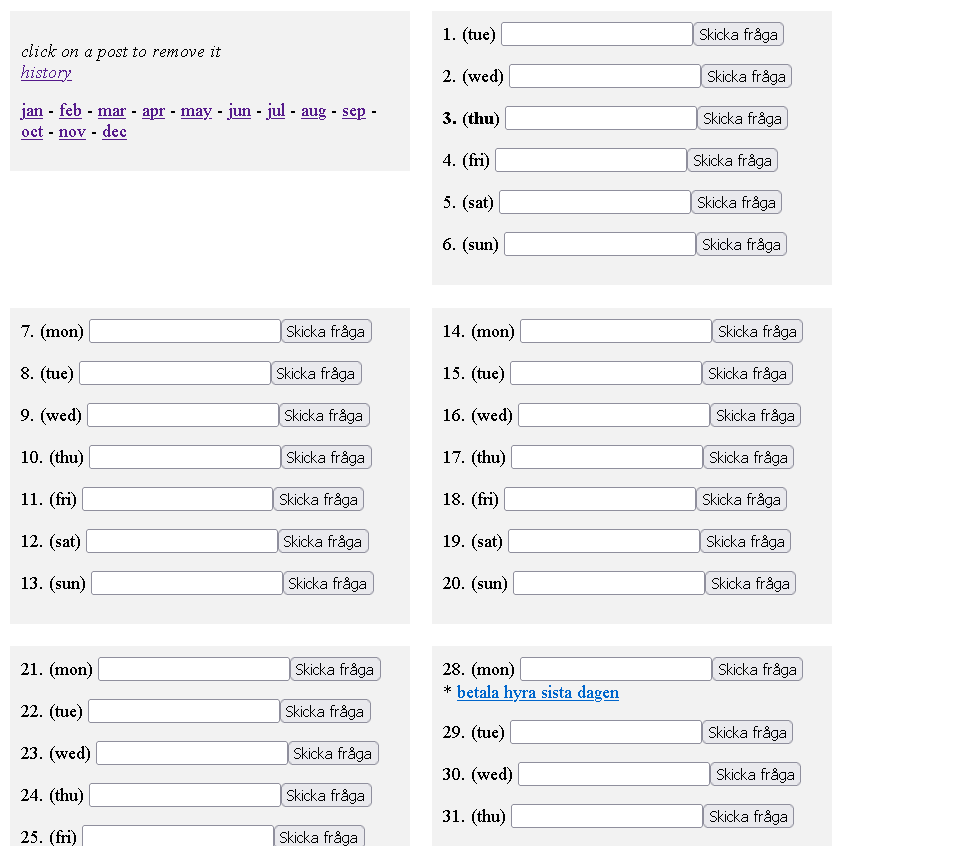 click on a post to remove it
history
jan - feb - mar - apr - may - jun - jul - aug - sep -
oct - nov - dec
1. (tue) Skicka fråga
2. (wed) Skicka fråga
3. (thu) Skicka fråga
4. (fri) Skicka fråga
5. (sat) Skicka fråga
6. (sun) Skicka fråga
7. (mon) Skicka fråga
8. (tue) Skicka fråga
9. (wed) Skicka fråga
10. (thu) Skicka fråga
11. (fri) Skicka fråga
12. (sat) Skicka fråga
13. (sun) Skicka fråga
14. (mon) Skicka fråga
15. (tue) Skicka fråga
16. (wed) Skicka fråga
17. (thu) Skicka fråga
18. (fri) Skicka fråga
19. (sat) Skicka fråga
20. (sun) Skicka fråga
21. (mon) Skicka fråga
22. (tue) Skicka fråga
23. (wed) Skicka fråga
24. (thu) Skicka fråga
25. (fri) Skicka fråga
28. (mon) Skicka fråga
* betala hyra sista dagen
29. (tue) Skicka fråga
30. (wed) Skicka fråga
31. (thu) Skicka fråga